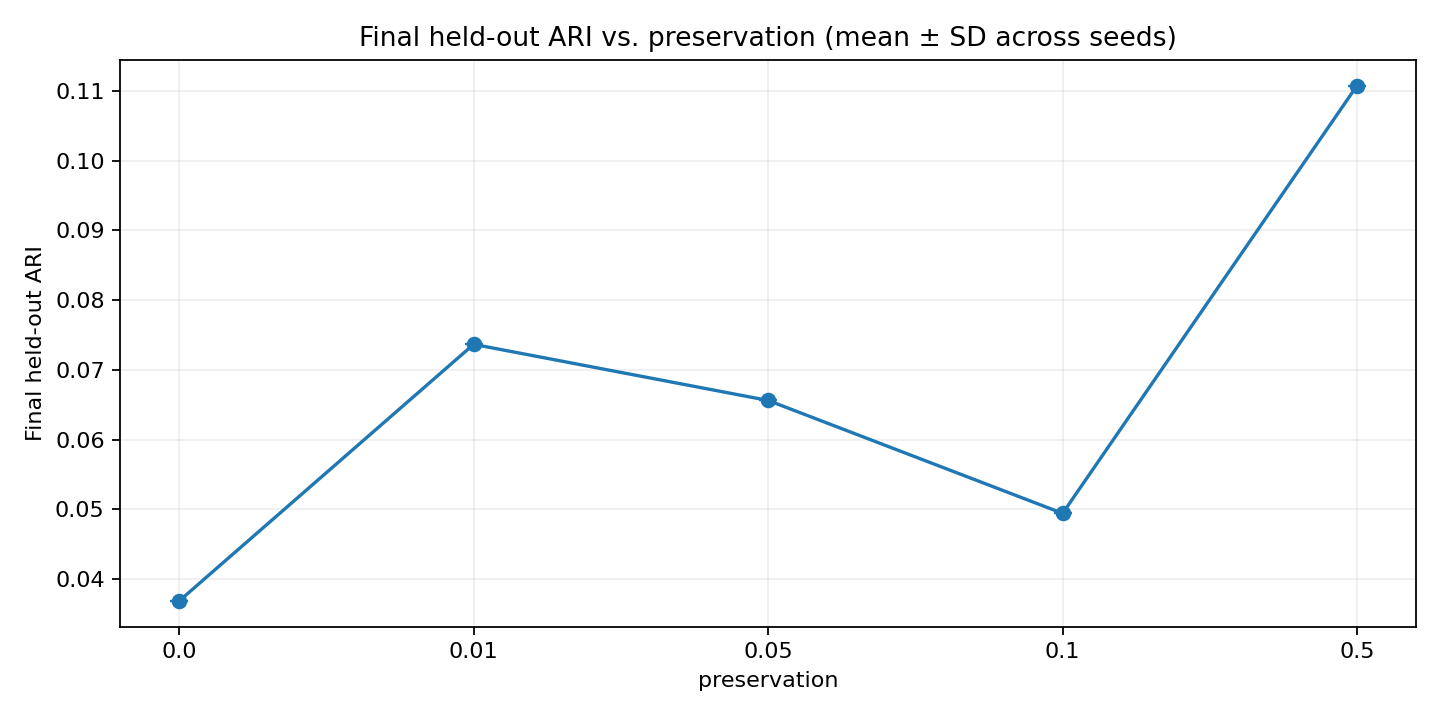 Final held-out ARI vs. preservation (mean ± SD across seeds)
Final held-out ARI
0.11
0.10
0.09
0.08
0.07
0.06
0.05
0.04
0.0 0.01 0.05 0.1 0.5
preservation